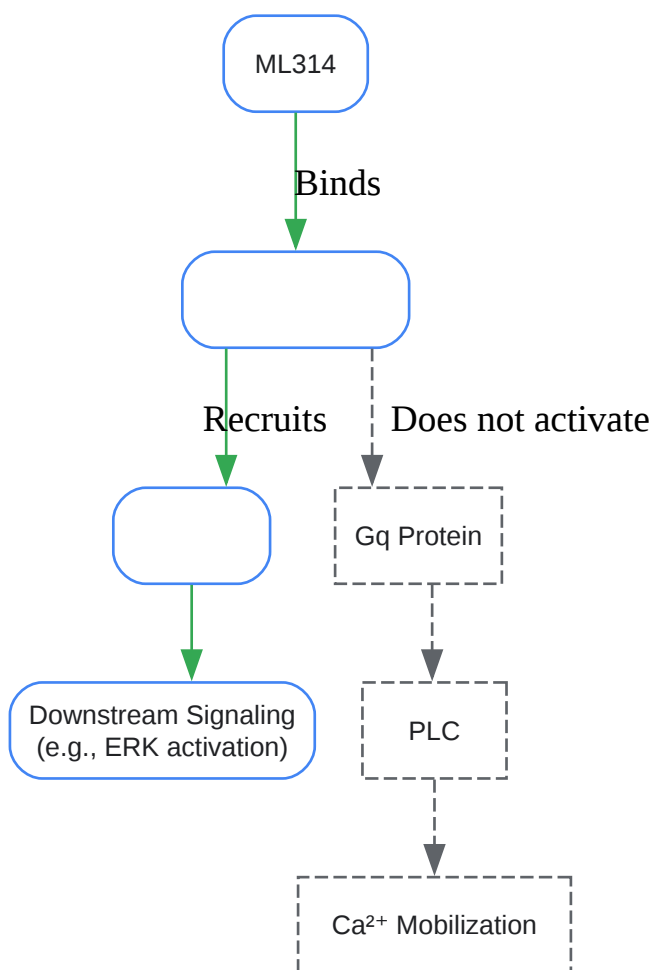 ML314
Binds
Recruits
Does not activate
Gq Protein
Downstream Signaling
(e.g., ERK activation)
PLC
Ca²⁺ Mobilization